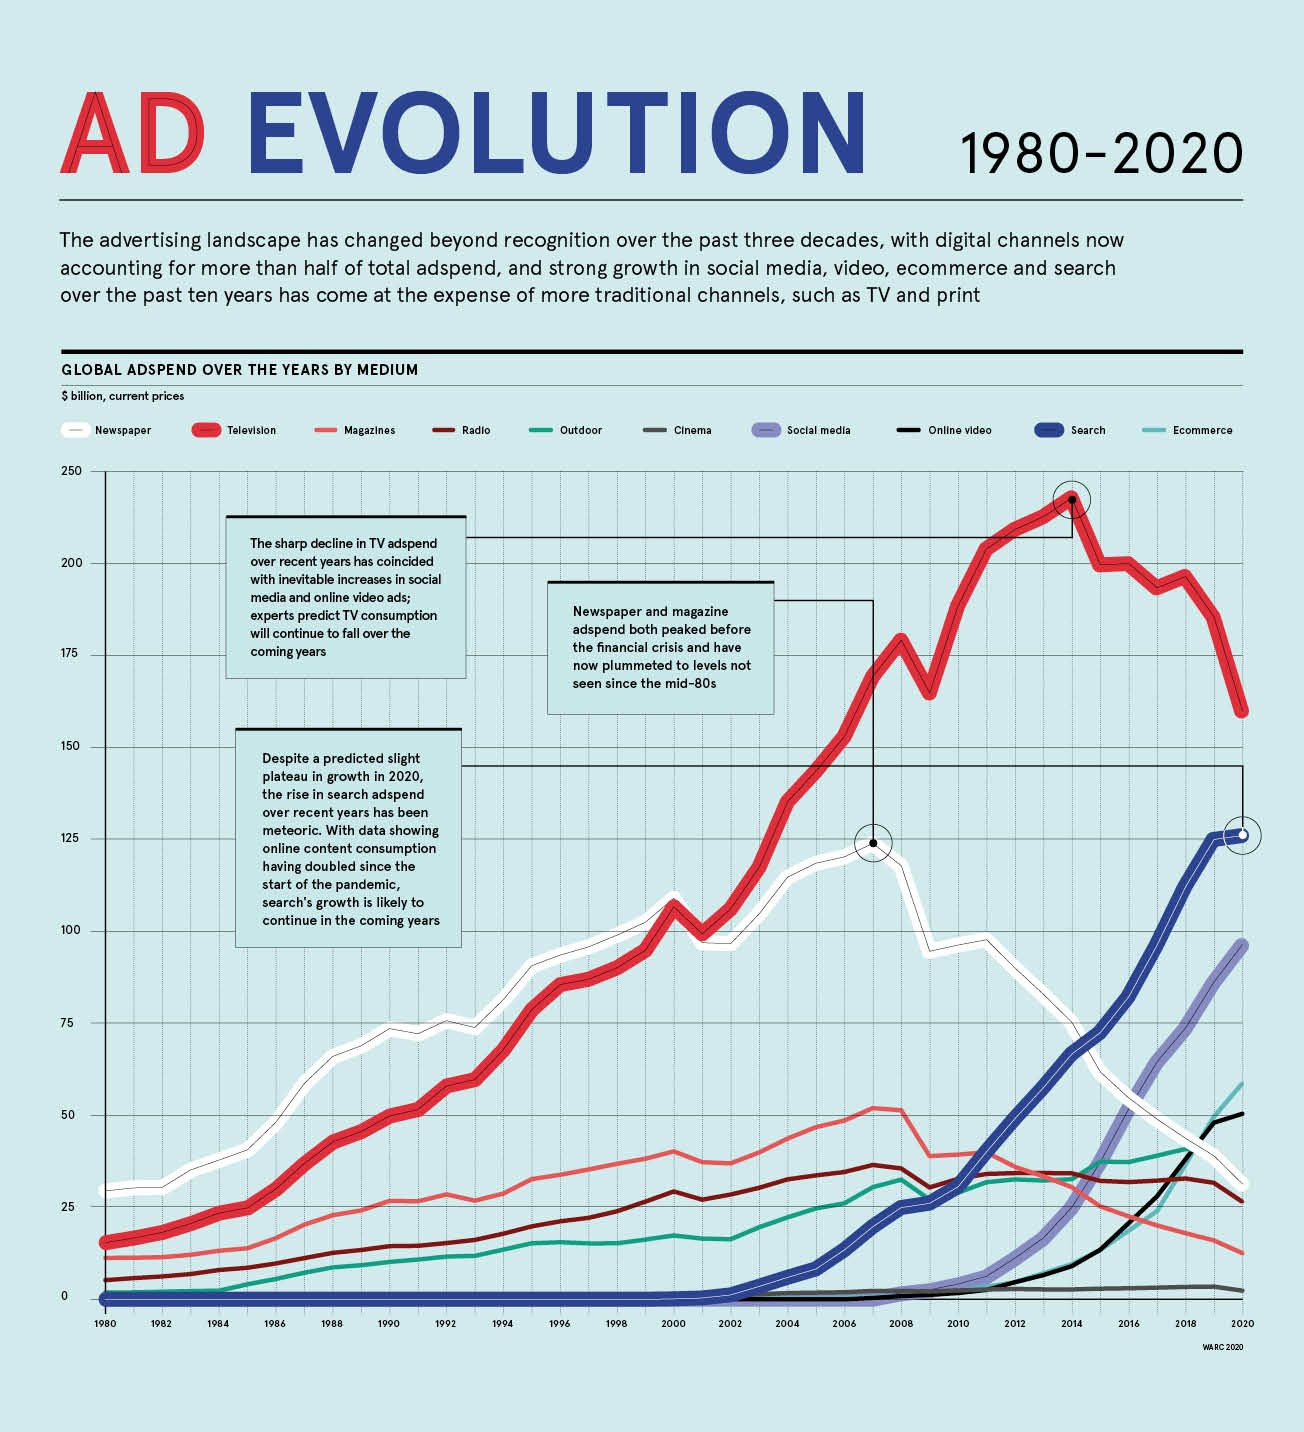 AD EVOLUTION 1980-2020
The advertising landscape has changed beyond recognition over the past three decades, with digital channels now
accounting for more than half of total adspend, and strong growth in social media, video, ecommerce and search
over the past ten years has come at the expense of more traditional channels, such as TV and print
GLOBAL ADSPEND OVER THE YEARS BY MEDIUM
$ billion, current prices
Newspaper Television Magazines Radio Outdoor Cinema Social media Online video Search Ecommerce
250
The sharp decline in TV adspend
over recent years has coincided
with inevitable increases in social
media and online video ads;
experts predict TV consumption
will continue to fall over the
coming years
200
Newspaper and magazine
adspend both peaked before
the financial crisis and have
now plummeted to levels not
seen since the mid-80s
175
150
Despite a predicted slight
plateau in growth in 2020,
the rise in search adspend
over recent years has been
meteoric. With data showing
online content consumption
having doubled since the
start of the pandemic,
search's growth is likely to
continue in the coming years
125
100
75
50
25
0
1980 1982 1984 1986 1988 1990 1992 1994 1996 1998 2000 2002 2004 2006 2008 2010 2012 2014 2016 2018 2020
WARC 2020